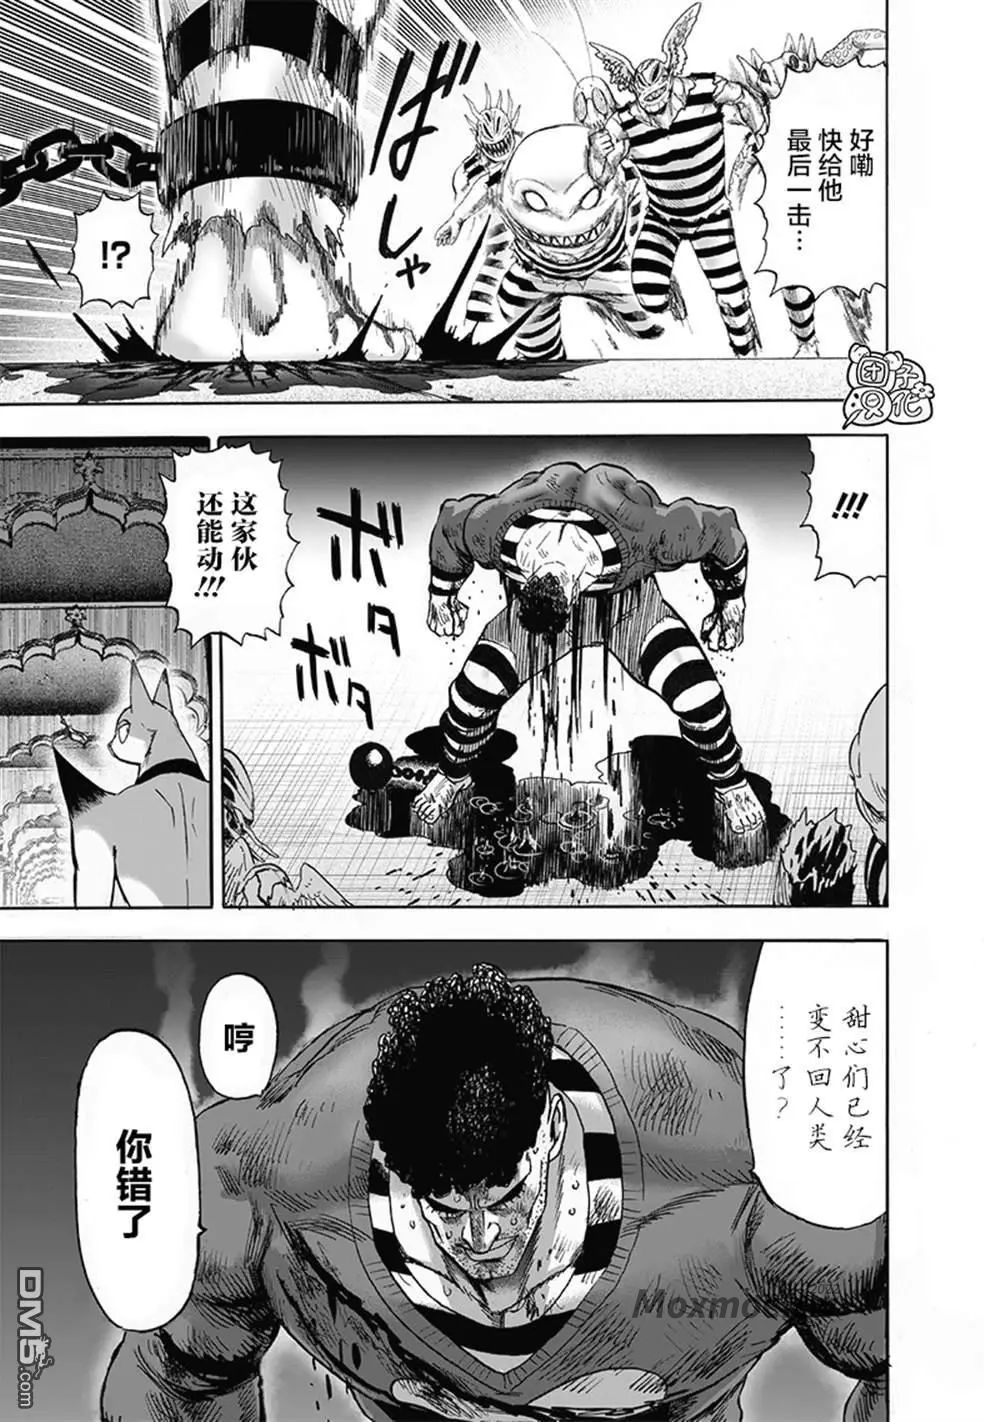 好嘞
快给他
最后一击…
ばしゃ
!?
团子
汉化
!!!
ボタ
ボタ
这家伙
还能动!!!
甜心们已经
变不回人类
……了?
哼
你错了
2022
Moxmoe
DM5
.com